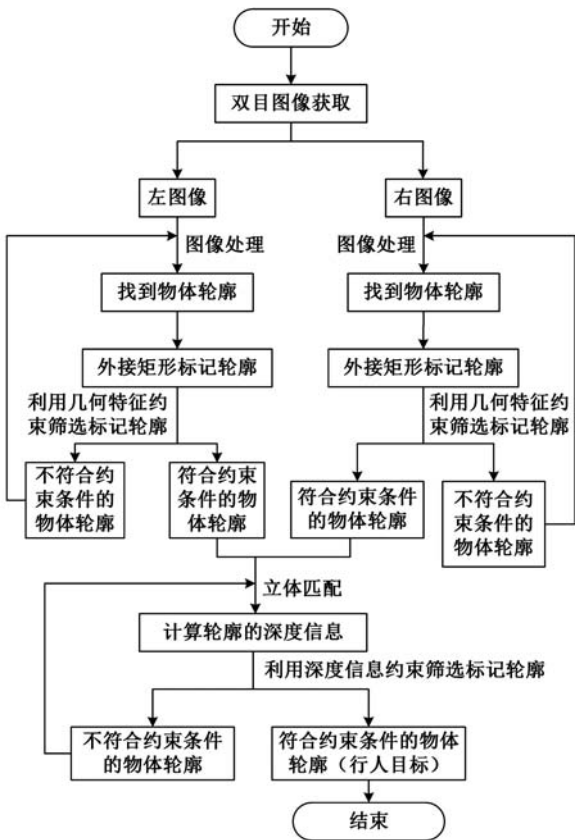 开始
双目图像获取
左图像
右图像
图像处理
图像处理
找到物体轮廓
找到物体轮廓
外接矩形标记轮廓
外接矩形标记轮廓
利用几何特征约
束筛选标记轮廓
利用几何特征约
束筛选标记轮廓
不符合约
束条件的
物体轮廓
符合约束
条件的物
体轮廓
符合约束条件
的物体轮廓
不符合约
束条件的
物体轮廓
立体匹配
计算轮廓的深度信息
利用深度信息约束筛选标记轮廓
不符合约束条件
的物体轮廓
符合约束条件的物体
轮廓（行人目标）
结束